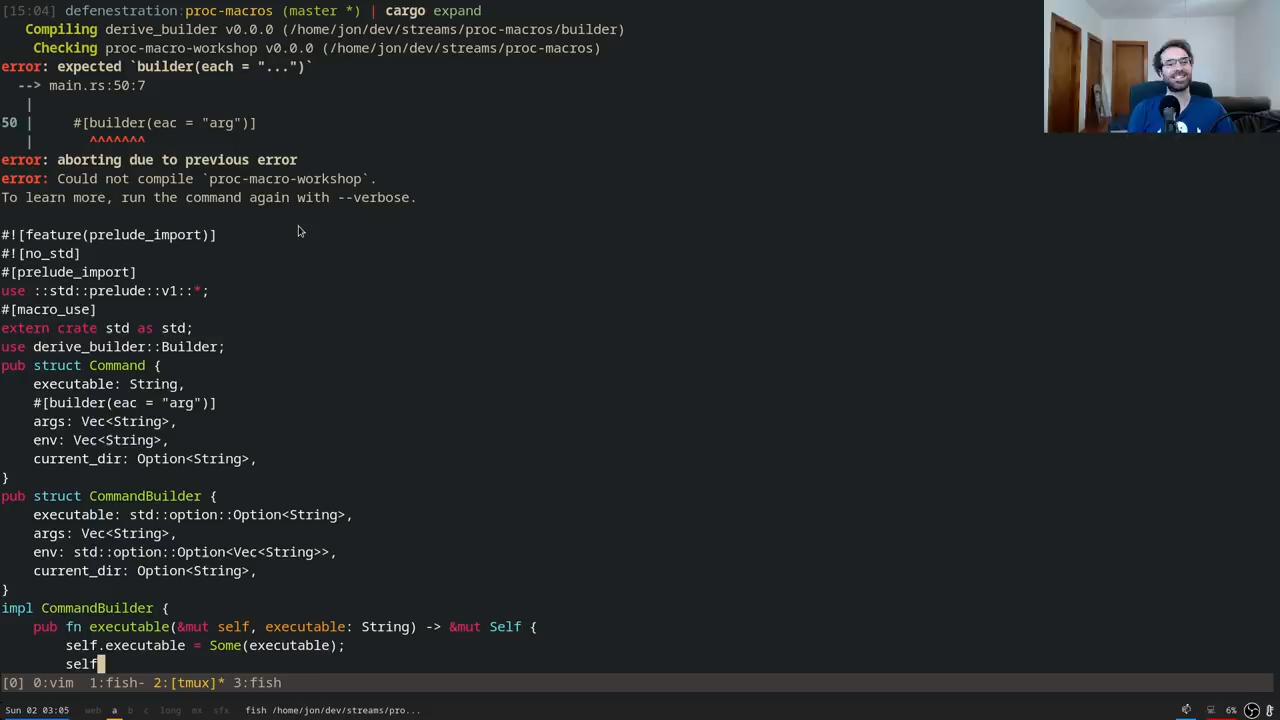 [15:04] defenestration:proc-macros (master *) | cargo expand
   Compiling derive_builder v0.0.0 (/home/jon/dev/streams/proc-macros/builder)
    Checking proc-macro-workshop v0.0.0 (/home/jon/dev/streams/proc-macros)
error: expected `builder(each = "...")`
  --> main.rs:50:7
   |
50 |     #[builder(eac = "arg")]
   |       ^^^^^^^
error: aborting due to previous error
error: Could not compile `proc-macro-workshop`.
To learn more, run the command again with --verbose.
#![feature(prelude_import)]
#![no_std]
#[prelude_import]
use ::std::prelude::v1::*;
#[macro_use]
extern crate std as std;
use derive_builder::Builder;
pub struct Command {
    executable: String,
    #[builder(eac = "arg")]
    args: Vec<String>,
    env: Vec<String>,
    current_dir: Option<String>,
}
pub struct CommandBuilder {
    executable: std::option::Option<String>,
    args: Vec<String>,
    env: std::option::Option<Vec<String>>,
    current_dir: Option<String>,
}
impl CommandBuilder {
    pub fn executable(&mut self, executable: String) -> &mut Self {
        self.executable = Some(executable);
        self
[0] 0:vim  1:fish- 2:[tmux]* 3:fish
Sun 02 03:05 web a b c long mx sfx fish /home/jon/dev/streams/pro... 6%